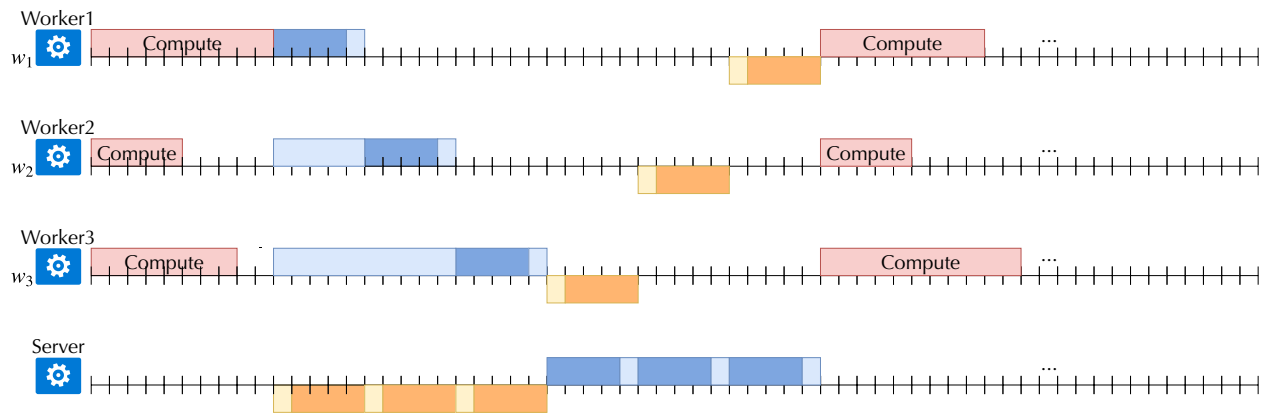 Worker1
w1
Compute
Compute
...
Worker2
w2
Compute
Compute
...
Worker3
w3
Compute
Compute
...
Server
...